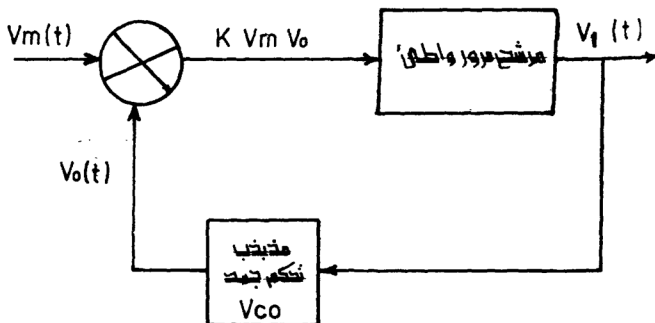 Vm(t)
K Vm Vo
مرشح مرور واطئ
V₁ (t)
Vo(t)
مذبذب
تحكم جهد
Vco